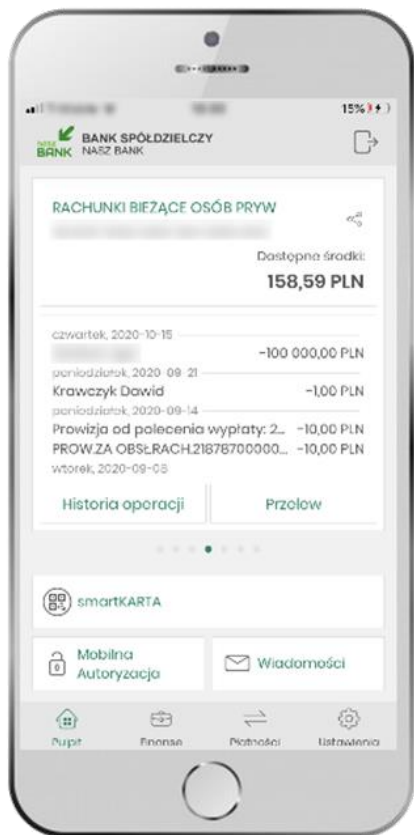 15%
NASZ BANK
BANK SPÓŁDZIELCZY
NASZ BANK
RACHUNKI BIEŻĄCE OSÓB PRYW
Dostępne środki:
158,59 PLN
czwartek, 2020-10-15
-100 000,00 PLN
poniedziałek, 2020-09-21
Krawczyk Dawid -1,00 PLN
poniedziałek, 2020-09-14
Prowizja od polecenia wypłaty: 2... -10,00 PLN
PROW.ZA OBSŁ.RACH.21878700000... -10,00 PLN
wtorek, 2020-09-08
Historia operacji Przelew
smartKARTA
Mobilna Autoryzacja
Wiadomości
Pulpit Finanse Płatności Ustawienia